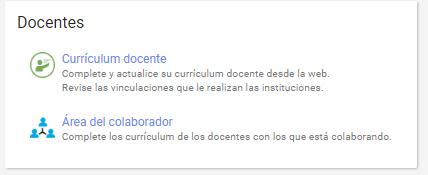 Docentes
Currículum docente
Complete y actualice su currículum docente desde la web.
Revise las vinculaciones que le realizan las instituciones.
Área del colaborador
Complete los currículum de los docentes con los que está colaborando.